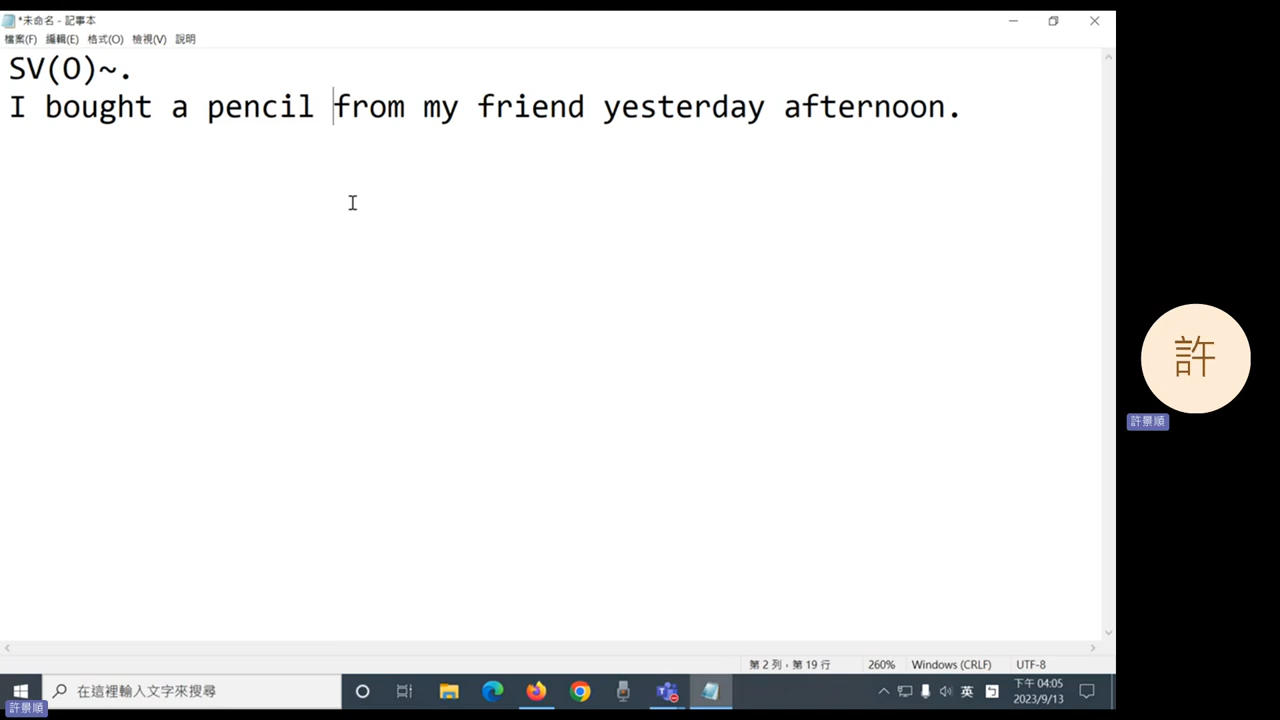 *未命名 - 記事本
檔案(F) 編輯(E) 格式(O) 檢視(V) 說明
SV(O)~.
I bought a pencil from my friend yesterday afternoon.
許
許景順
第 2 列，第 19 行 260% Windows (CRLF) UTF-8
在這裡輸入文字來搜尋
英
下午 04:05
2023/9/13
許景順